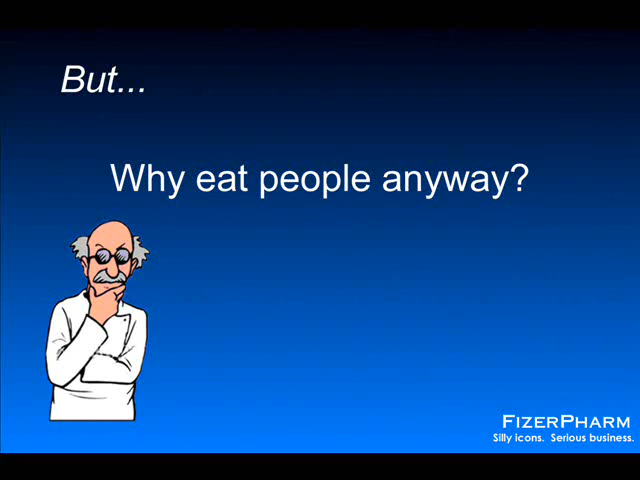 But...
Why eat people anyway?
FIZERPHARM
Silly icons. Serious business.